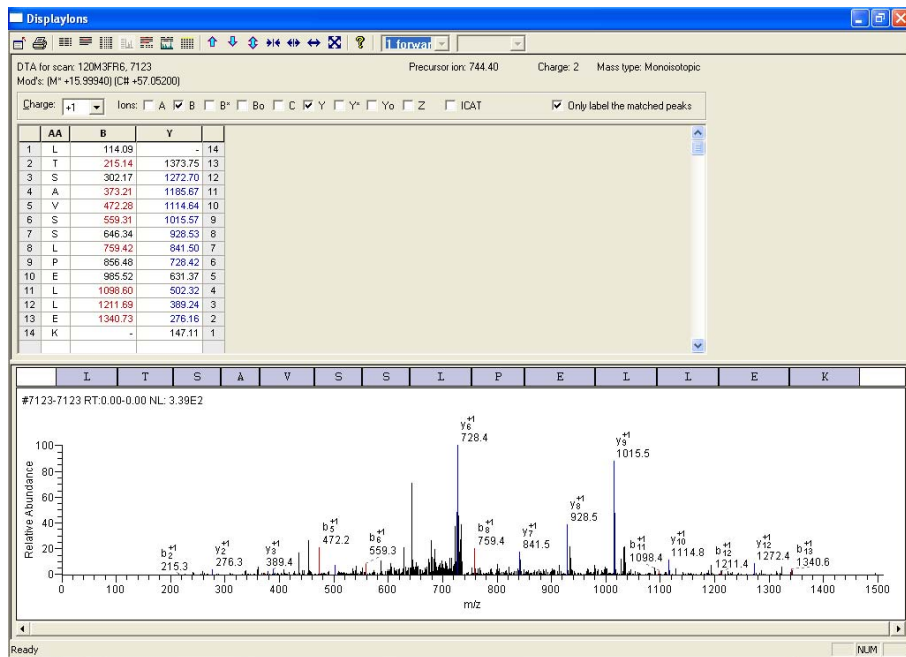 DisplayIons
1 forwar
DTA for scan: 120M3FR6, 7123 Precursor ion: 744.40 Charge: 2 Mass type: Monoisotopic
Mod's: (M* +15.99940) (C# +57.05200)
Charge: +1 Ions: A B B* Bo C Y Y* Yo Z ICAT Only label the matched peaks
AA B Y
1 L 114.09 - 14
2 T 215.14 1373.75 13
3 S 302.17 1272.70 12
4 A 373.21 1185.67 11
5 V 472.28 1114.64 10
6 S 559.31 1015.57 9
7 S 646.34 928.53 8
8 L 759.42 841.50 7
9 P 856.48 728.42 6
10 E 985.52 631.37 5
11 L 1098.60 502.32 4
12 L 1211.69 389.24 3
13 E 1340.73 276.16 2
14 K - 147.11 1
L T S A V S S L P E L L E K
#7123-7123 RT:0.00-0.00 NL: 3.39E2
Relative Abundance
100
80
60
40
20
0
y6+1
728.4
y9+1
1015.5
y8+1
928.5
b5+1
472.2
b6+1
559.3
b8+1
759.4
y7+1
841.5
b2+1
215.3
y2+1
276.3
y3+1
389.4
b11+1
1098.4
y10+1
1114.8
b12+1
1211.4
y12+1
1272.4
b13+1
1340.6
0 100 200 300 400 500 600 700 800 900 1000 1100 1200 1300 1400 1500
m/z
Ready NUM